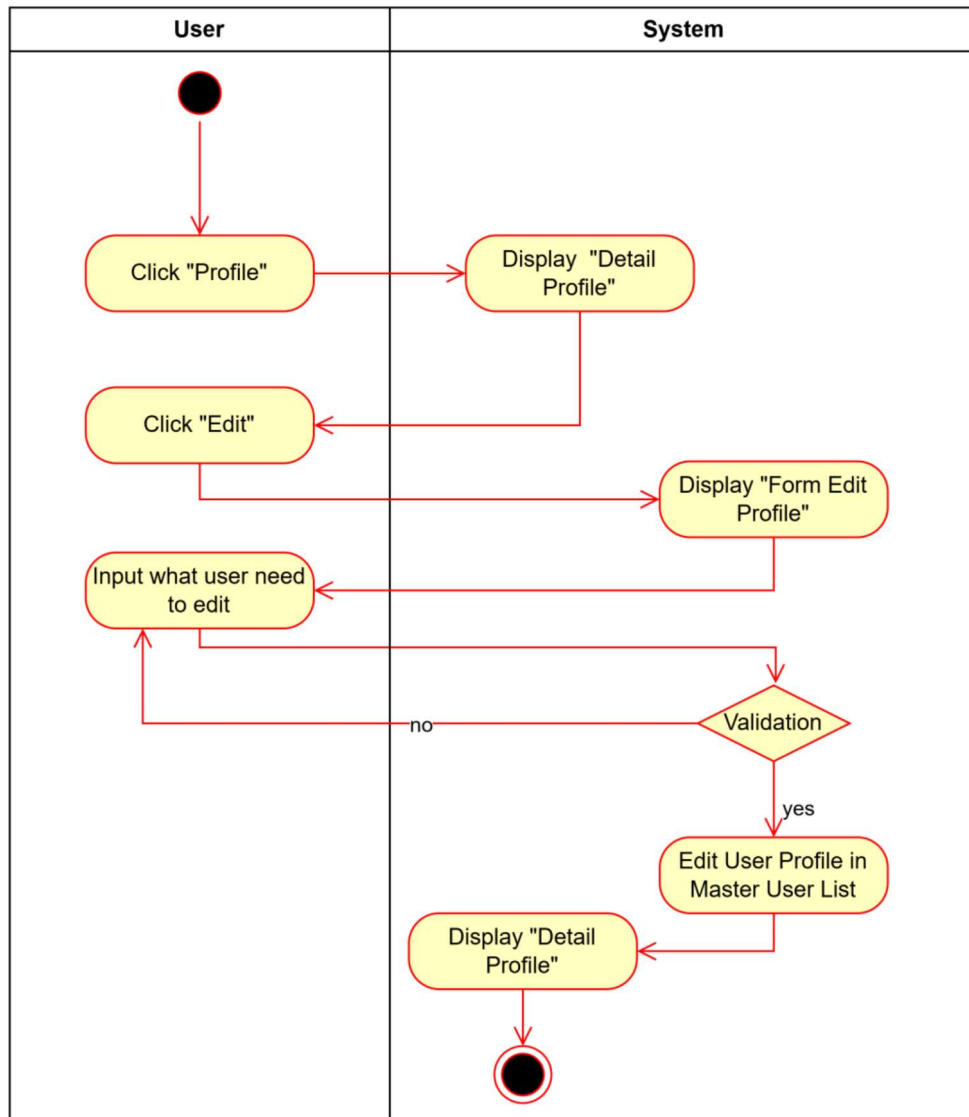 User
System
Click "Profile"
Display "Detail
Profile"
Click "Edit"
Display "Form Edit
Profile"
Input what user need
to edit
Validation
no
yes
Edit User Profile in
Master User List
Display "Detail
Profile"